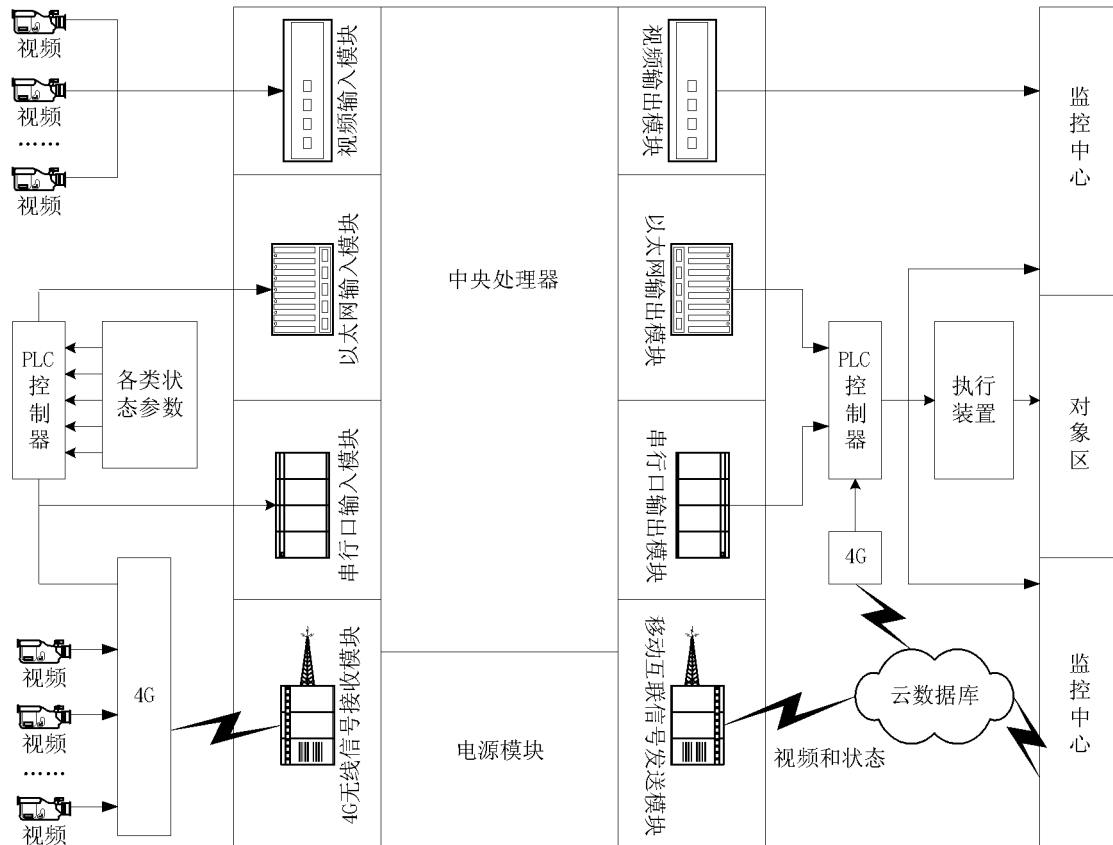 视频
视频
……
视频
视频输入模块
以太网输入模块
PLC
控
制
器
各类状
态参数
串行口输入模块
4G
视频
视频
……
视频
4G无线信号接收模块
中央处理器
电源模块
视频输出模块
以太网输出模块
串行口输出模块
移动互联信号发送模块
PLC
控
制
器
4G
执行
装置
云数据库
视频和状态
监
控
中
心
对
象
区
监
控
中
心